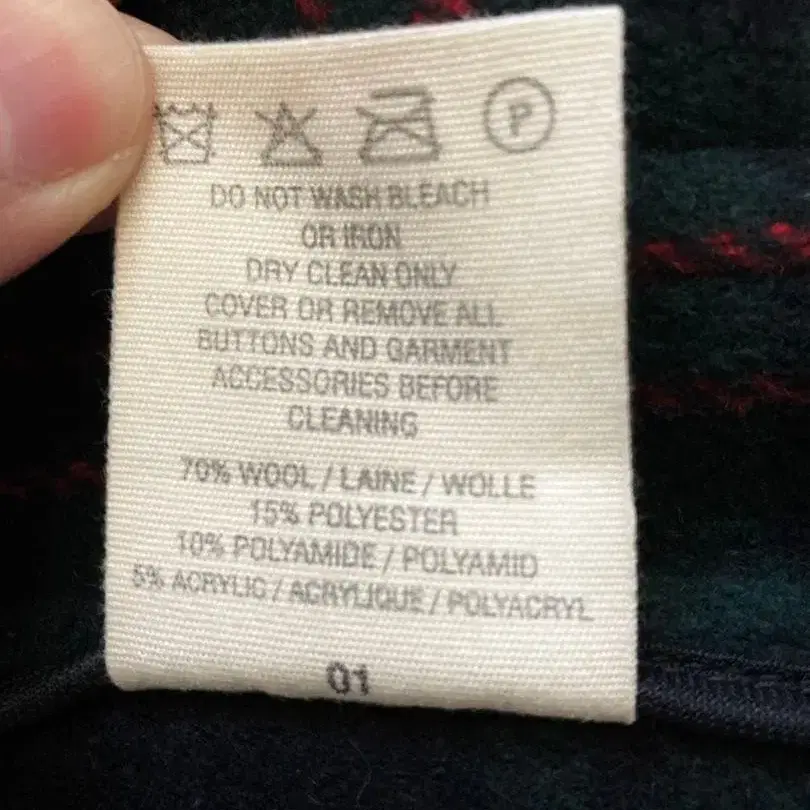 P
DO NOT WASH BLEACH
OR IRON
DRY CLEAN ONLY
COVER OR REMOVE ALL
BUTTONS AND GARMENT
ACCESSORIES BEFORE
CLEANING
70% WOOL / LAINE / WOLLE
15% POLYESTER
10% POLYAMIDE / POLYAMID
5% ACRYLIC / ACRYLIQUE / POLYACRYL
01